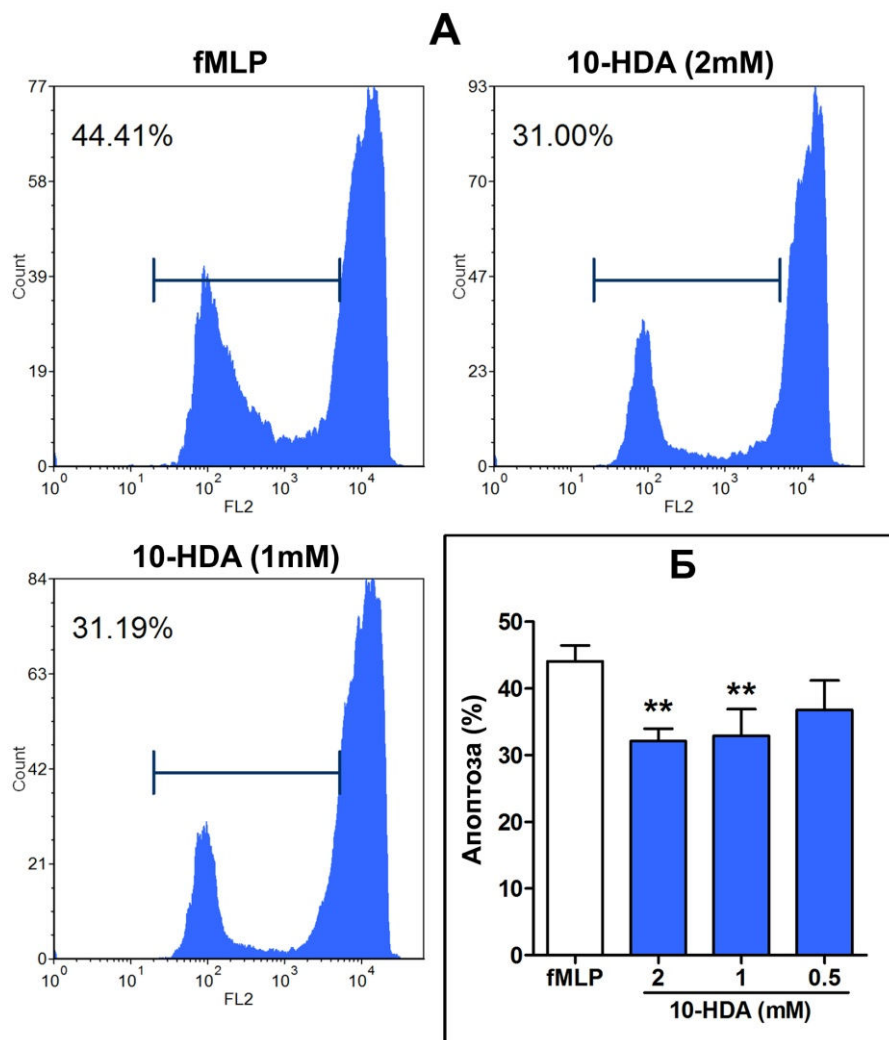 А
fMLP
77
58
39
19
0
Count
44.41%
10⁰ 10¹ 10² 10³ 10⁴
FL2
10-HDA (2mM)
93
70
47
23
0
Count
31.00%
10⁰ 10¹ 10² 10³ 10⁴
FL2
10-HDA (1mM)
84
63
42
21
0
Count
31.19%
10⁰ 10¹ 10² 10³ 10⁴
FL2
Б
50
40
30
20
10
0
Апоптоза (%)
** **
fMLP 2 1 0.5
10-HDA (mM)